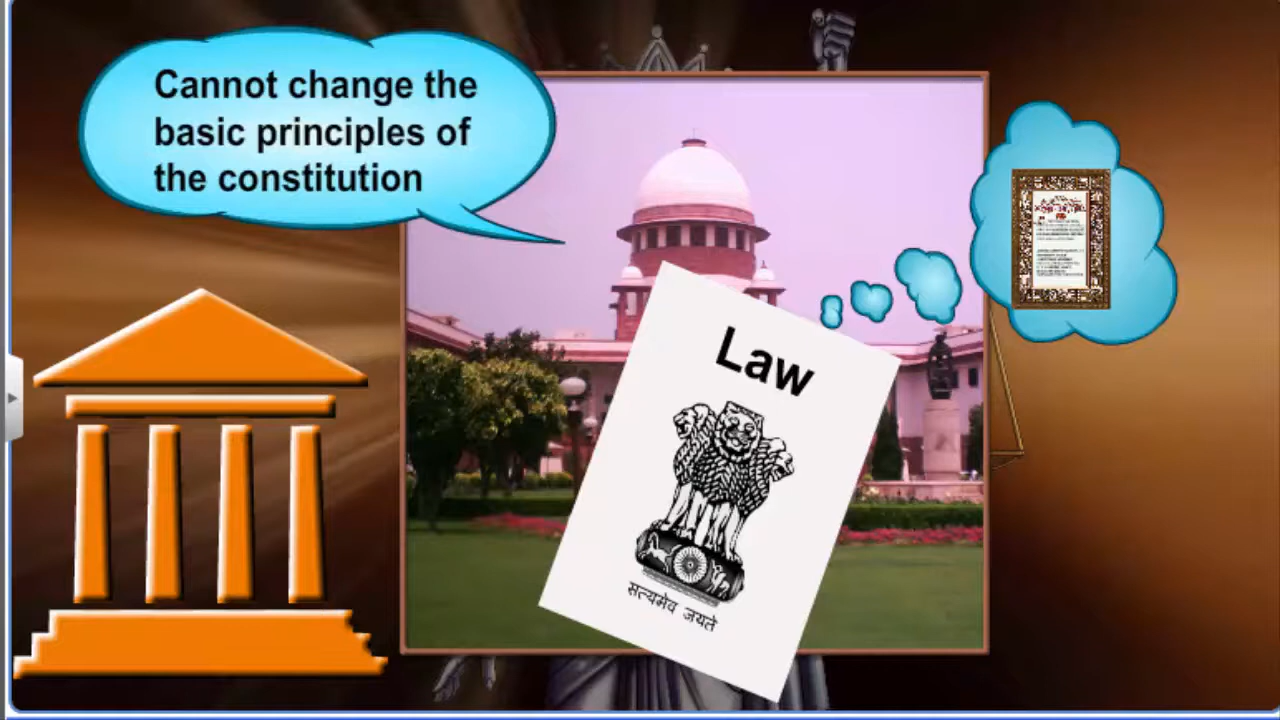 Cannot change the
basic principles of
the constitution
Law
सत्यमेव जयते